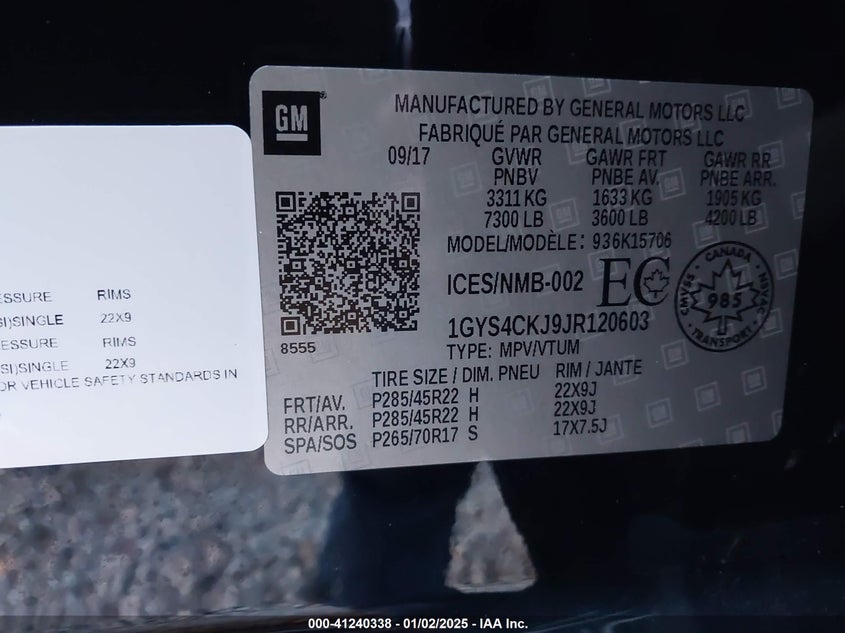 GM
MANUFACTURED BY GENERAL MOTORS LLC
FABRIQUÉ PAR GENERAL MOTORS LLC
09/17 GVWR GAWR FRT GAWR RR
PNBV PNBE AV. PNBE ARR.
3311 KG 1633 KG 1905 KG
7300 LB 3600 LB 4200 LB
MODEL/MODÈLE: 936K15706
ICES/NMB-002 EC
CANADA
CMVSS 985 NSVAC
TRANSPORT
1GYS4CKJ9JR120603
8555 TYPE: MPV/VTUM
TIRE SIZE / DIM. PNEU RIM / JANTE
FRT/AV. P285/45R22 H 22X9J
RR/ARR. P285/45R22 H 22X9J
SPA/SOS P265/70R17 S 17X7.5J
ESSURE RIMS
SI)SINGLE 22X9
RESSURE RIMS
SI)SINGLE 22X9
OR VEHICLE SAFETY STANDARDS IN
000-41240338 - 01/02/2025 - IAA Inc.